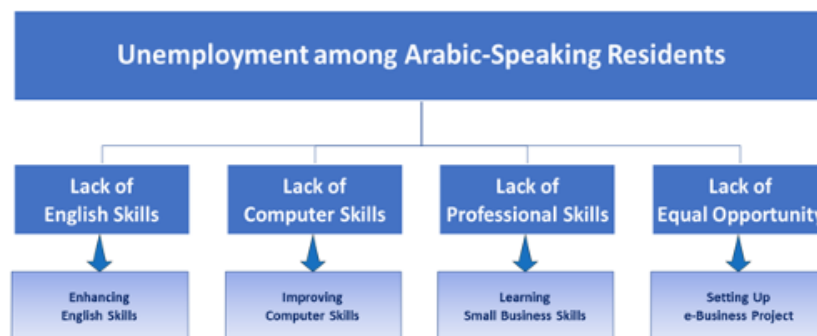 Unemployment among Arabic-Speaking Residents
Lack of
English Skills
Lack of
Computer Skills
Lack of
Professional Skills
Lack of
Equal Opportunity
Enhancing
English Skills
Improving
Computer Skills
Learning
Small Business Skills
Setting Up
e-Business Project